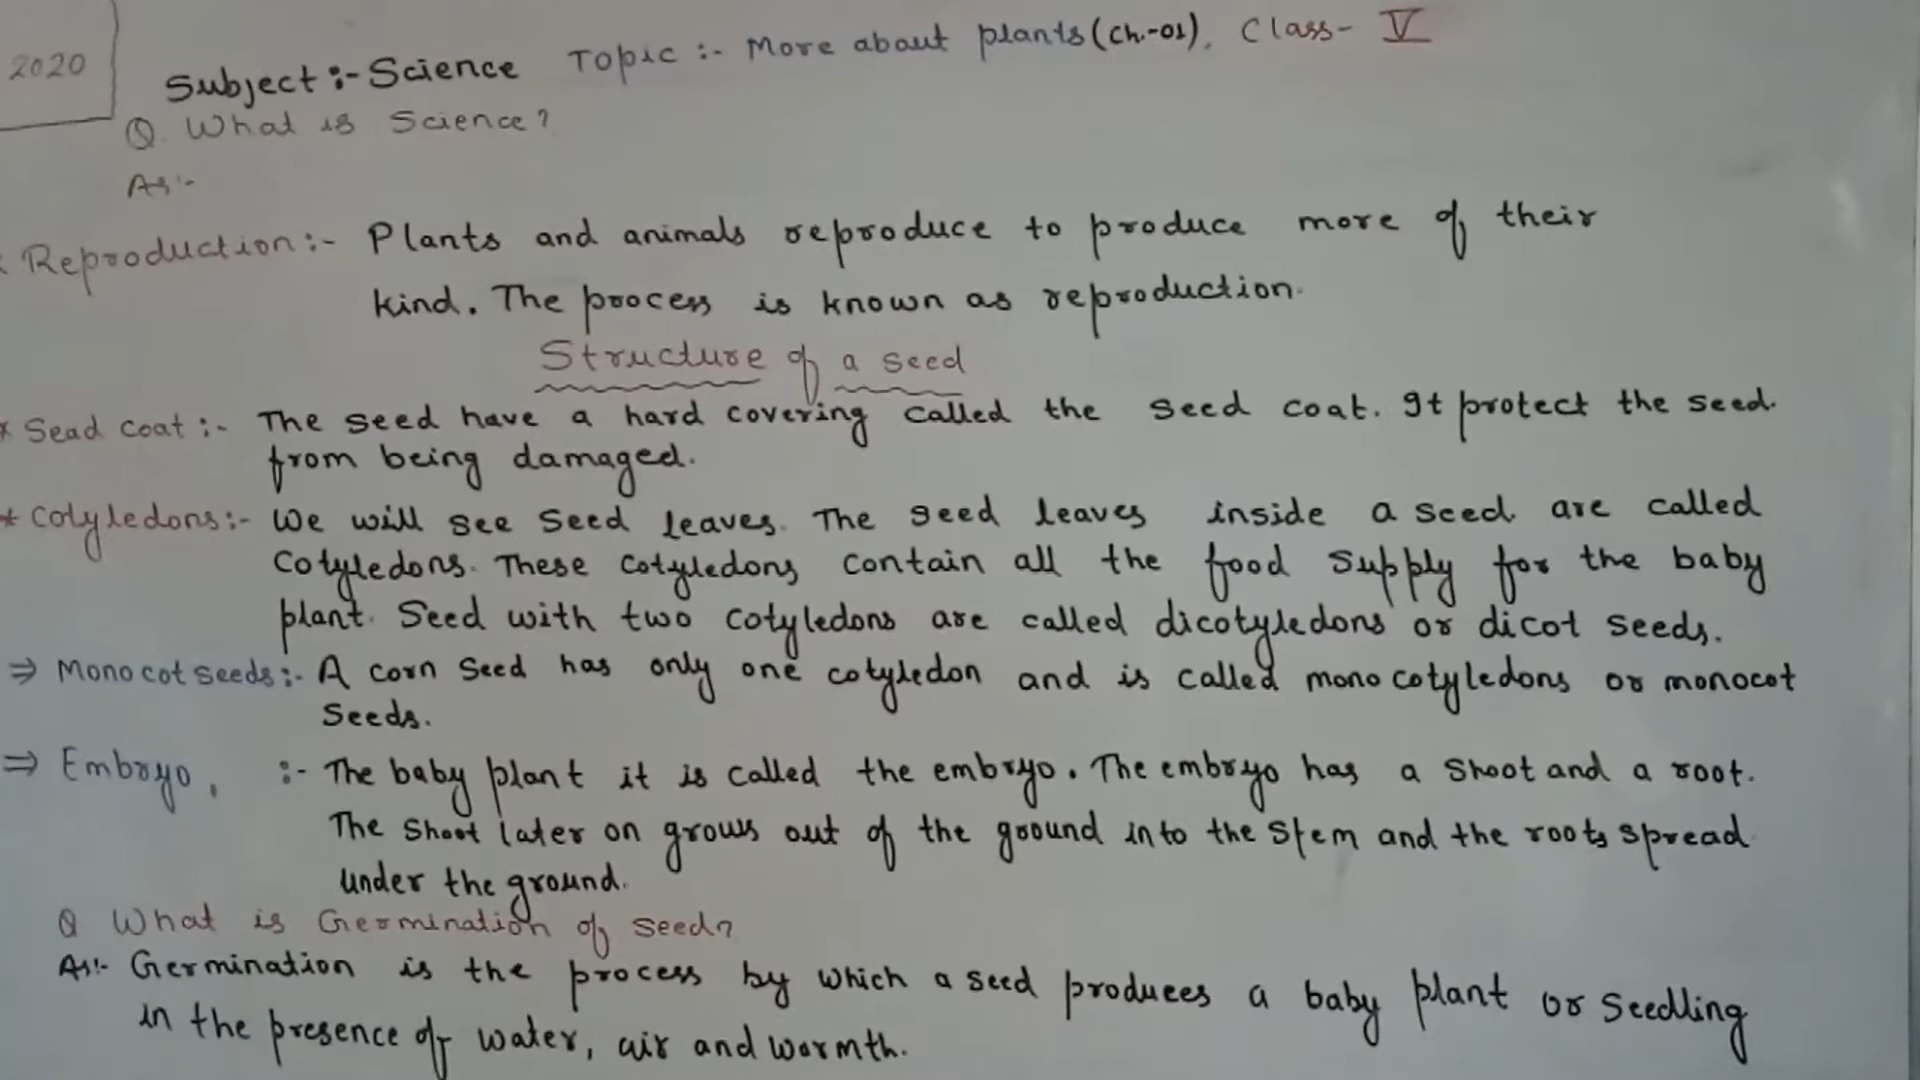 2020
Subject :- Science Topic :- More about plants (Ch.-01), Class- V
Q. What is Science?
As:-
Reproduction :- Plants and animals reproduce to produce more of their
kind. The process is known as reproduction.
Structure of a seed
* Sead coat :- The seed have a hard covering called the seed coat. It protect the seed.
from being damaged.
* Cotyledons :- We will see seed leaves. The seed leaves inside a seed are called
Cotyledons. These cotyledons contain all the food supply for the baby
plant. Seed with two cotyledons are called dicotyledons or dicot seeds.
⇒ Monocot seeds :- A corn seed has only one cotyledon and is called monocotyledons or monocot
Seeds.
⇒ Embryo, :- The baby plant it is called the embryo. The embryo has a shoot and a root.
The shoot later on grows out of the ground into the stem and the roots spread
under the ground.
Q What is Germination of seed?
As:- Germination is the process by which a seed produces a baby plant or seedling
in the presence of water, air and warmth.